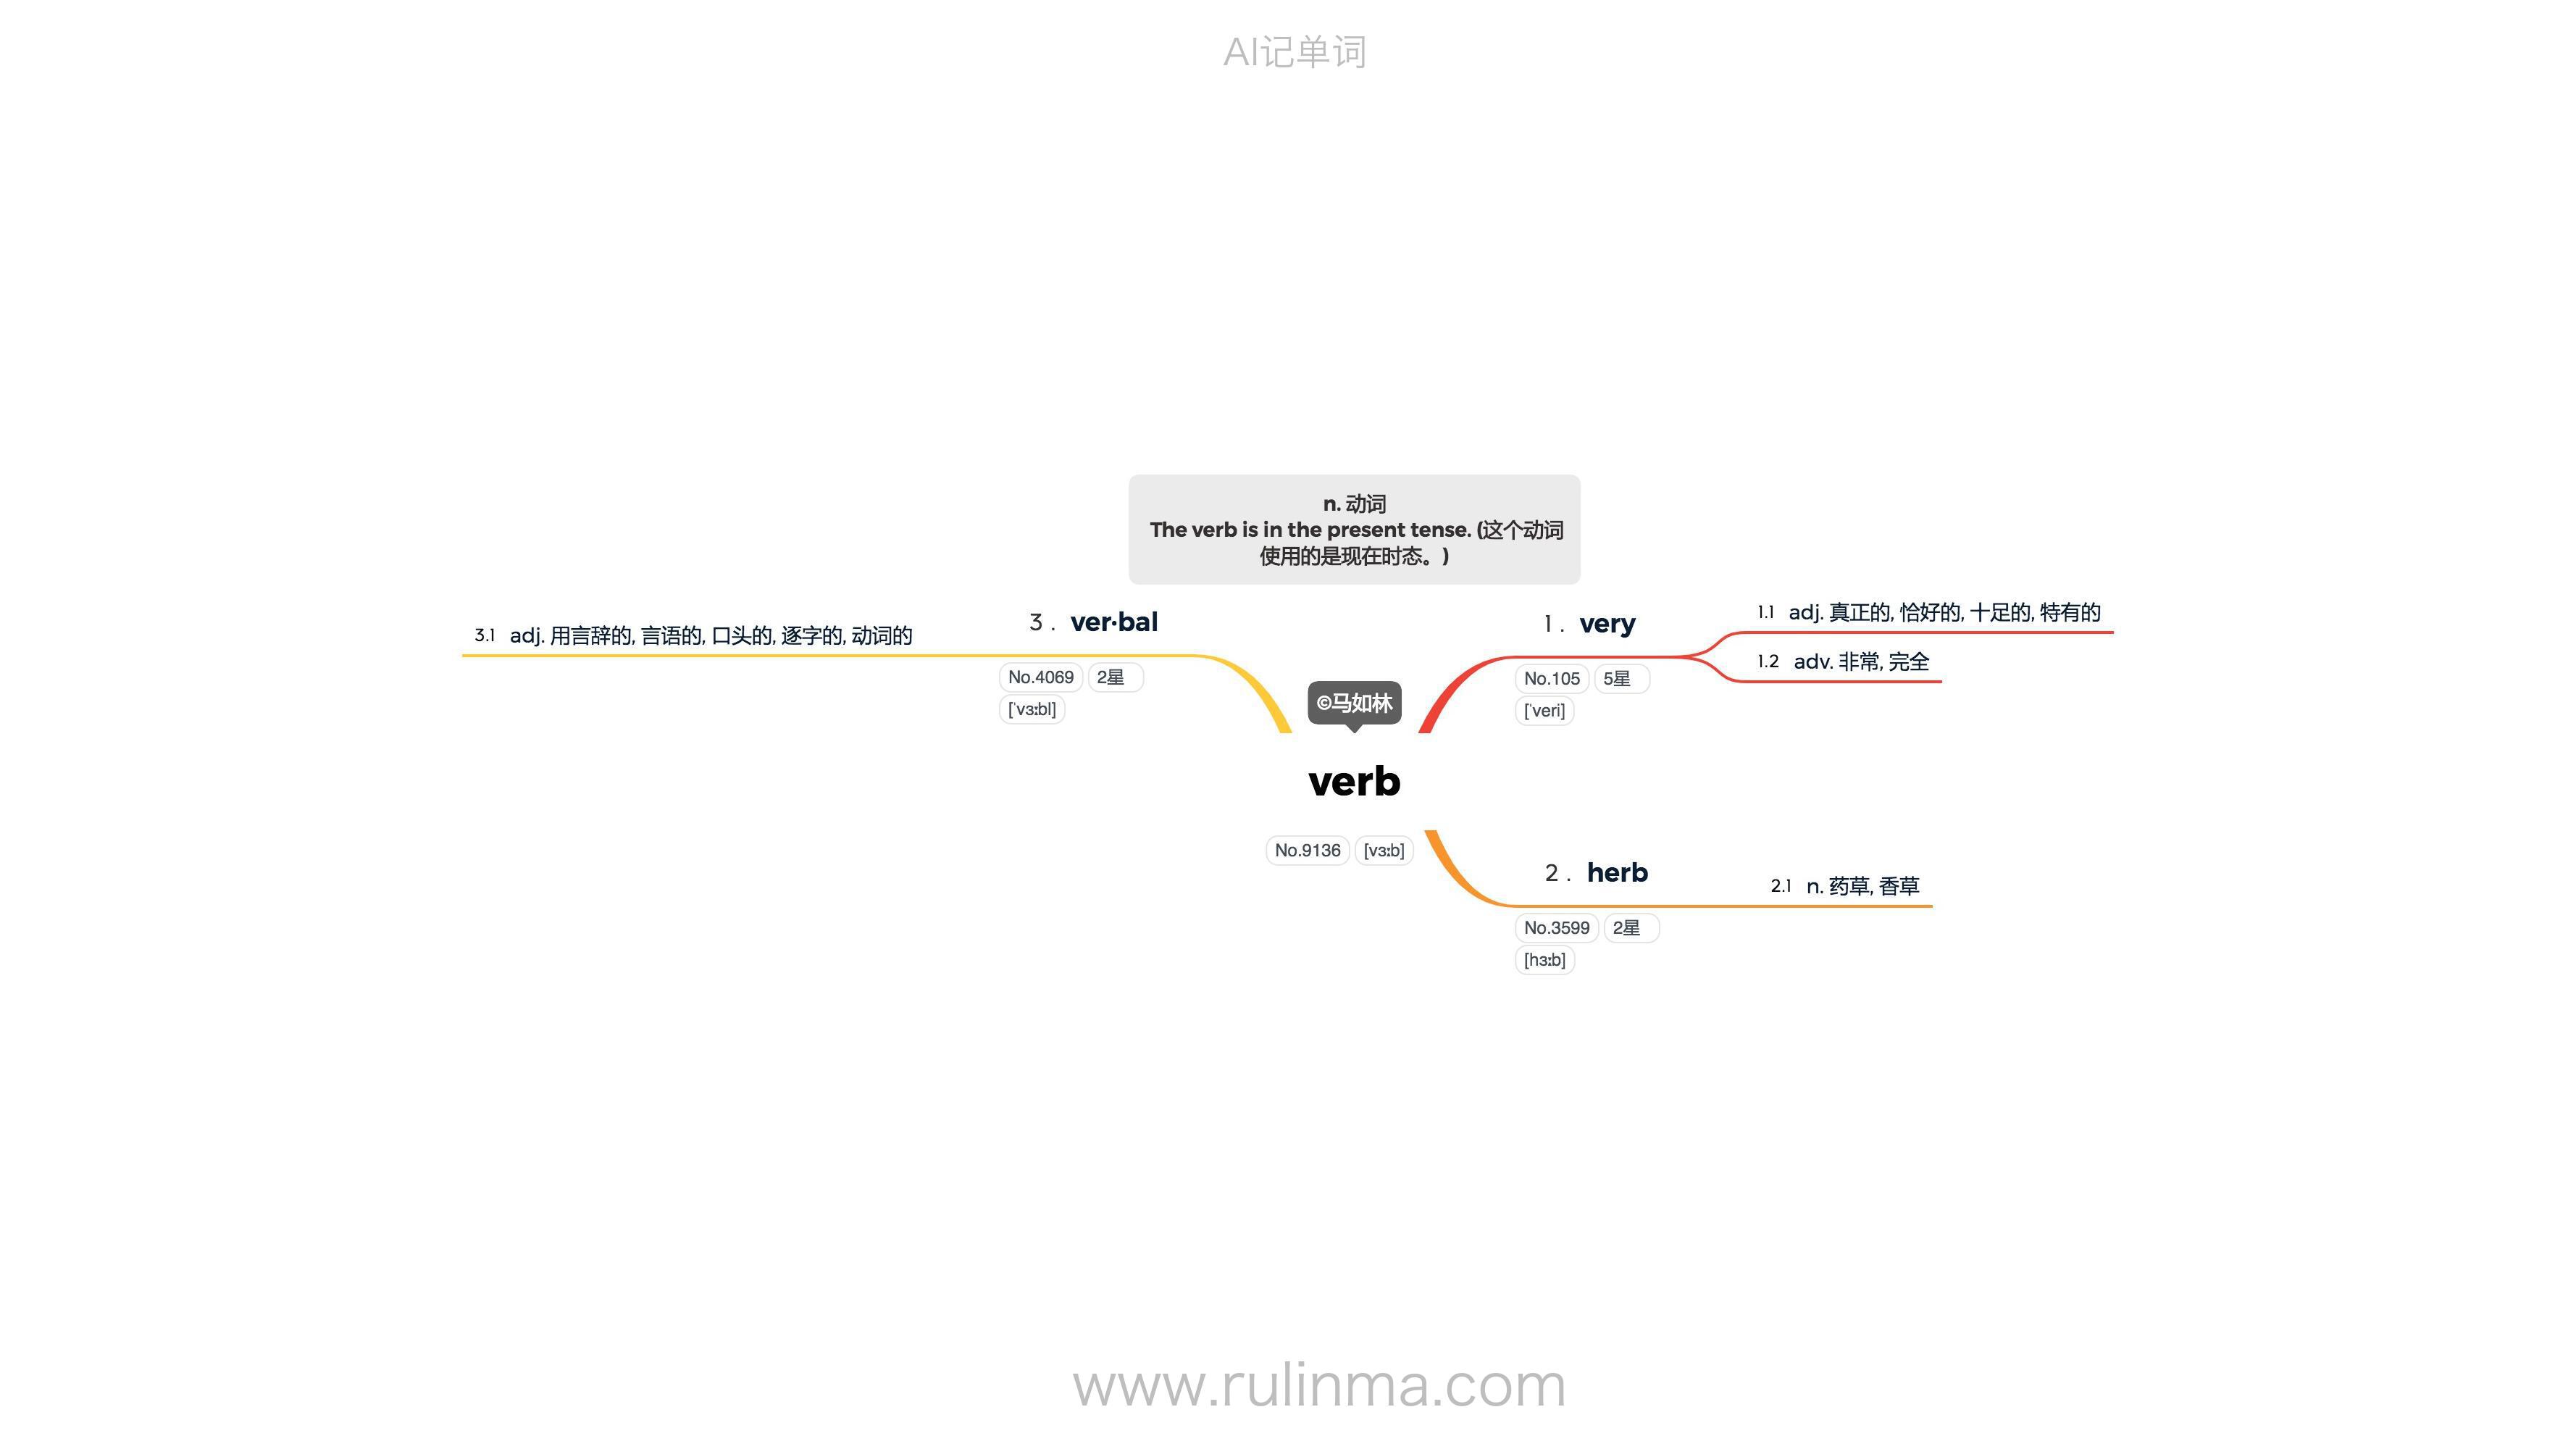 AI记单词
n. 动词
The verb is in the present tense. (这个动词
使用的是现在时态。)
3 . ver·bal
No.4069 2星
[ˈvɜːbl]
3.1 adj. 用言辞的, 言语的, 口头的, 逐字的, 动词的
1 . very
No.105 5星
[ˈveri]
1.1 adj. 真正的, 恰好的, 十足的, 特有的
1.2 adv. 非常, 完全
©马如林
verb
No.9136 [vɜːb]
2 . herb
No.3599 2星
[hɜːb]
2.1 n. 药草, 香草
www.rulinma.com